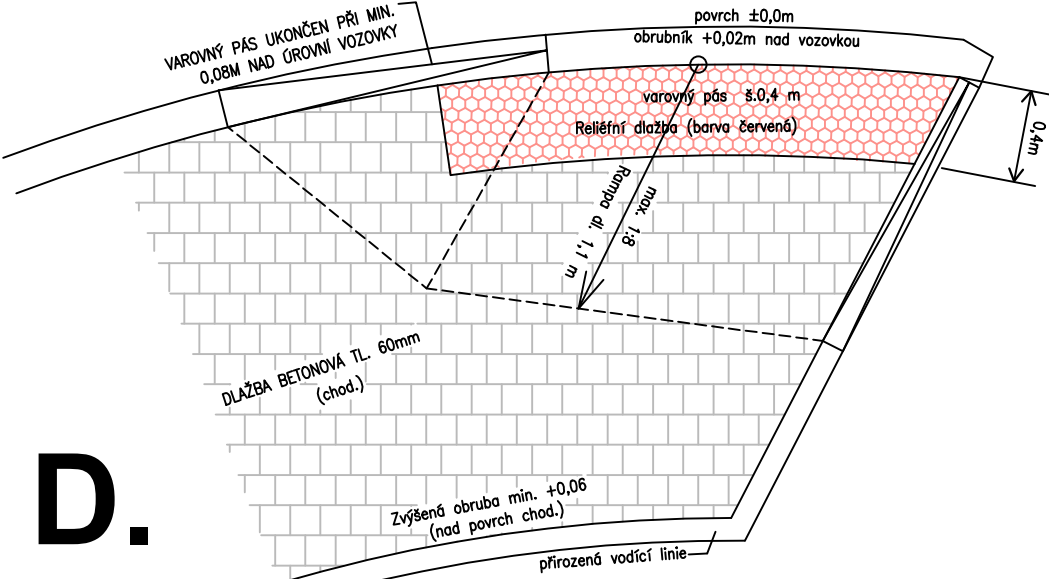 povrch ±0,0m
obrubník +0,02m nad vozovkou
VAROVNÝ PÁS UKONČEN PŘI MIN.
0,08M NAD ÚROVNÍ VOZOVKY
varovný pás š.0,4 m
Reliéfní dlažba (barva červená)
0,4m
max. 1:8
Rampa dl. 1,1 m
DLAŽBA BETONOVÁ TL. 60mm
(chod.)
D.
Zvýšená obruba min. +0,06
(nad povrch chod.)
přirozená vodící linie